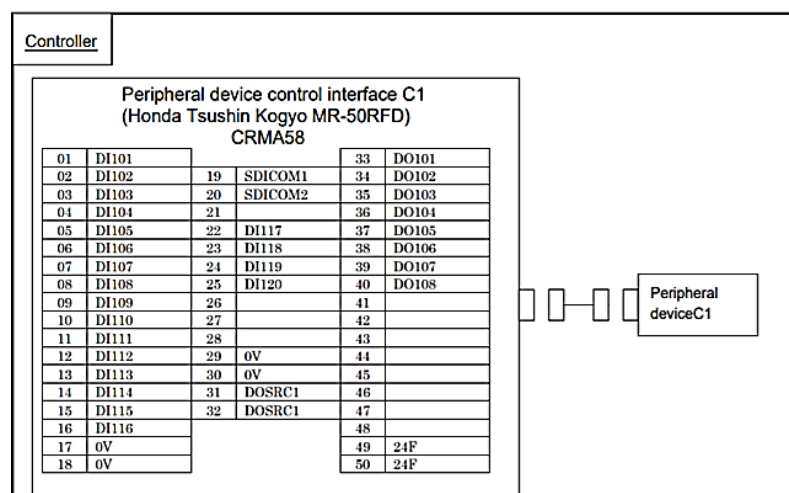 Controller
Peripheral device control interface C1
(Honda Tsushin Kogyo MR-50RFD)
CRMA58
01 DI101 33 DO101
02 DI102 19 SDICOM1 34 DO102
03 DI103 20 SDICOM2 35 DO103
04 DI104 21 36 DO104
05 DI105 22 DI117 37 DO105
06 DI106 23 DI118 38 DO106
07 DI107 24 DI119 39 DO107
08 DI108 25 DI120 40 DO108
09 DI109 26 41
10 DI110 27 42
11 DI111 28 43
12 DI112 29 0V 44
13 DI113 30 0V 45
14 DI114 31 DOSRC1 46
15 DI115 32 DOSRC1 47
16 DI116 48
17 0V 49 24F
18 0V 50 24F
Peripheral
deviceC1